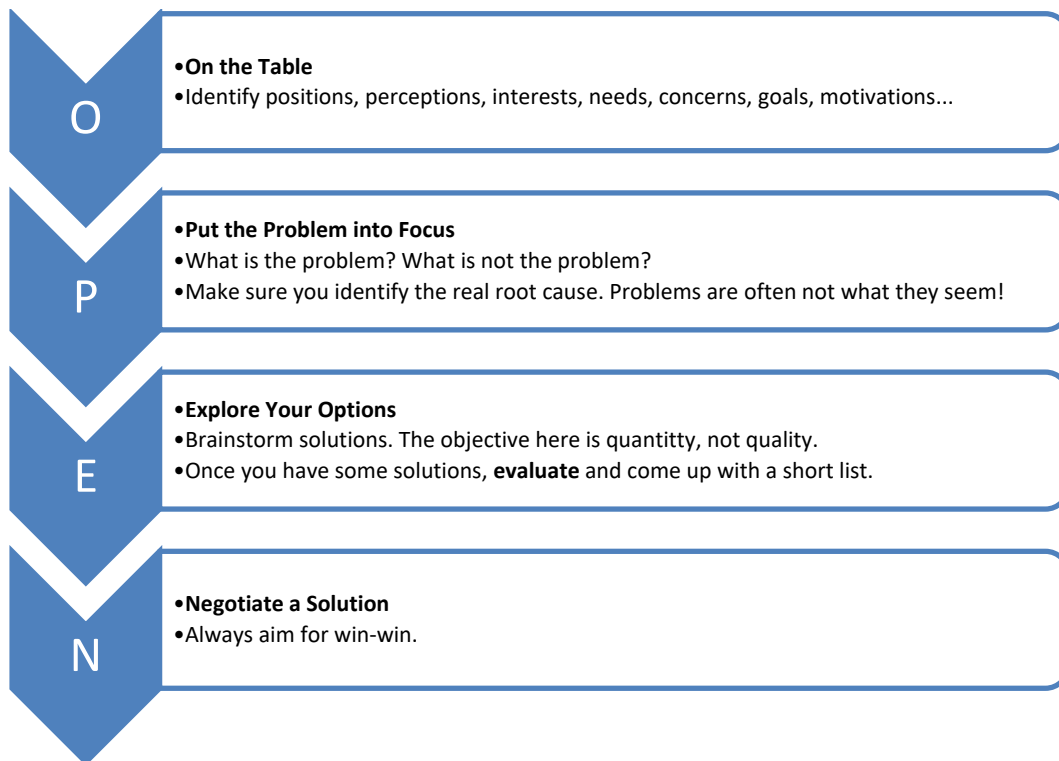 O
•On the Table
•Identify positions, perceptions, interests, needs, concerns, goals, motivations...
P
•Put the Problem into Focus
•What is the problem? What is not the problem?
•Make sure you identify the real root cause. Problems are often not what they seem!
E
•Explore Your Options
•Brainstorm solutions. The objective here is quantitty, not quality.
•Once you have some solutions, evaluate and come up with a short list.
N
•Negotiate a Solution
•Always aim for win-win.